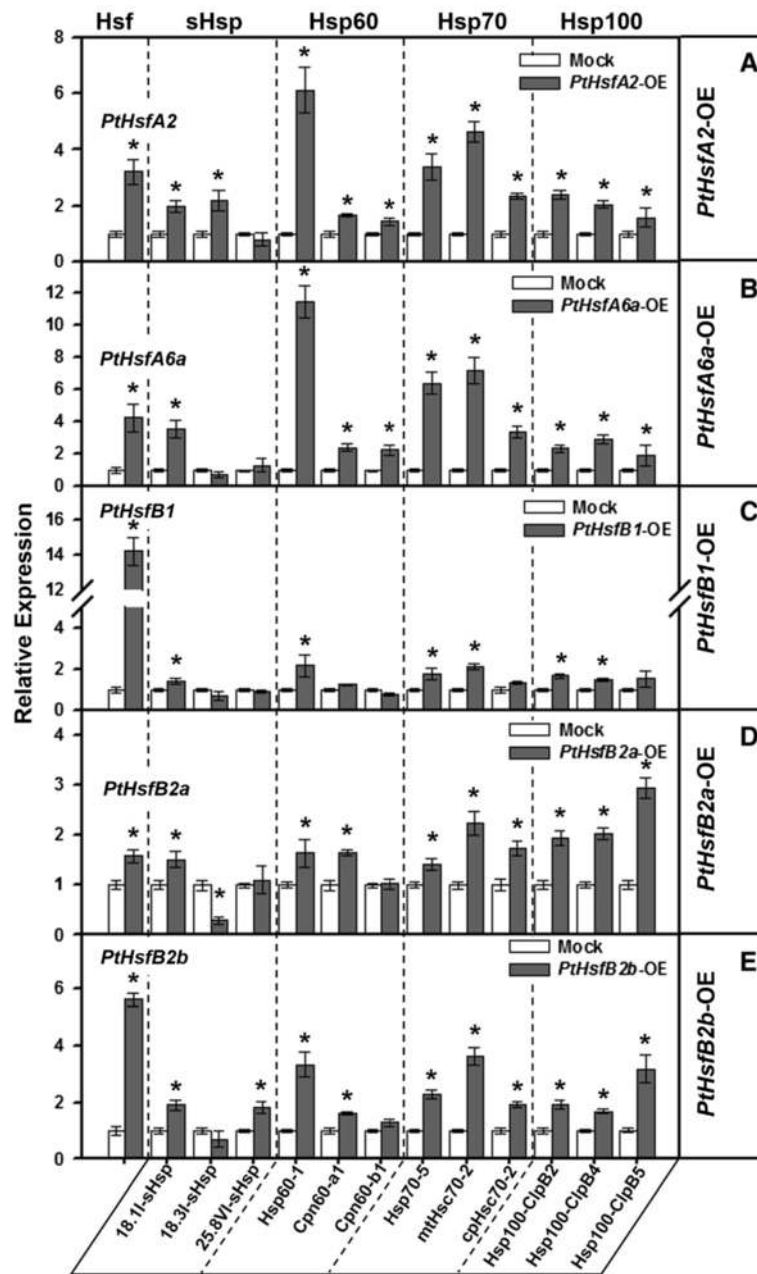 Hsf sHsp Hsp60 Hsp70 Hsp100
8
6
4
2
0
PtHsfA2
* * * * * * * * * * * *
Mock
PtHsfA2-OE
A
PtHsfA2-OE
12
10
8
6
4
2
0
PtHsfA6a
* * * * * * * * * * *
Mock
PtHsfA6a-OE
B
PtHsfA6a-OE
Relative Expression
16
14
12
4
2
0
PtHsfB1
* * * * * * *
Mock
PtHsfB1-OE
C
PtHsfB1-OE
4
3
2
1
0
PtHsfB2a
* * * * * * * * * * *
Mock
PtHsfB2a-OE
D
PtHsfB2a-OE
8
6
4
2
0
PtHsfB2b
* * * * * * * * * * *
Mock
PtHsfB2b-OE
E
PtHsfB2b-OE
18.1I-sHsp
18.3I-sHsp
25.8VI-sHsp
Hsp60-1
Cpn60-a1
Cpn60-b1
Hsp70-5
mtHsc70-2
cpHsc70-2
Hsp100-ClpB2
Hsp100-ClpB4
Hsp100-ClpB5